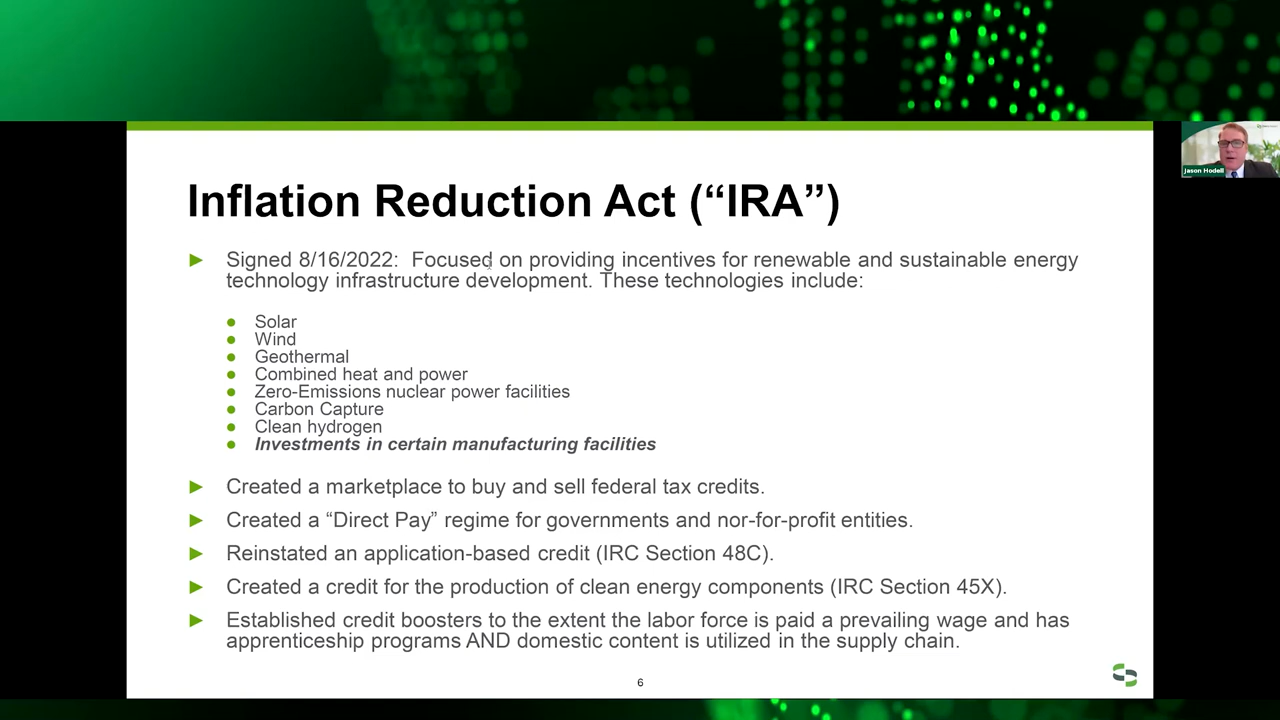 Inflation Reduction Act (“IRA”)
► Signed 8/16/2022:  Focused on providing incentives for renewable and sustainable energy
technology infrastructure development. These technologies include:
● Solar
● Wind
● Geothermal
● Combined heat and power
● Zero-Emissions nuclear power facilities
● Carbon Capture
● Clean hydrogen
● Investments in certain manufacturing facilities
► Created a marketplace to buy and sell federal tax credits.
► Created a “Direct Pay” regime for governments and nor-for-profit entities.
► Reinstated an application-based credit (IRC Section 48C).
► Created a credit for the production of clean energy components (IRC Section 45X).
► Established credit boosters to the extent the labor force is paid a prevailing wage and has
apprenticeship programs AND domestic content is utilized in the supply chain.
6
Jason Hodell